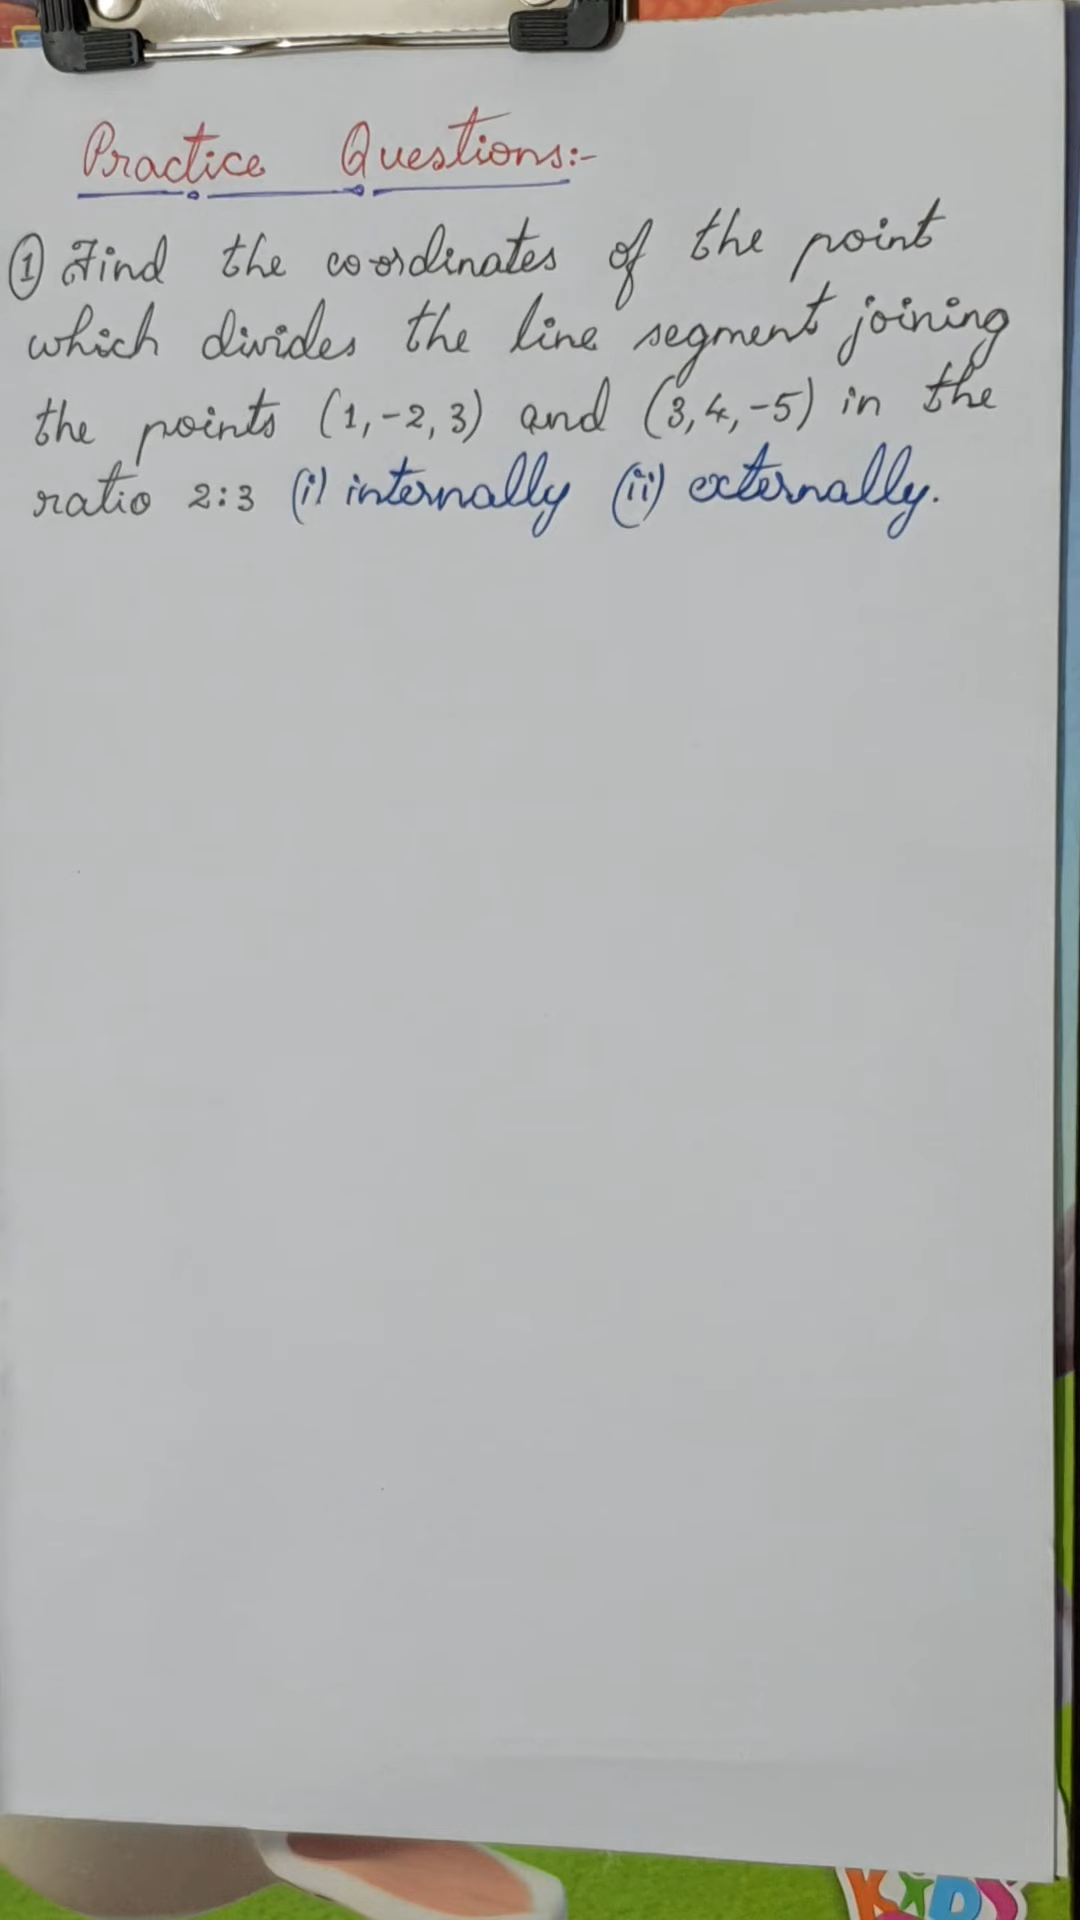 Practice Questions:-
① Find the coordinates of the point
which divides the line segment joining
the points (1,-2,3) and (3,4,-5) in the
ratio 2:3 (i) internally (ii) externally.
KiDS